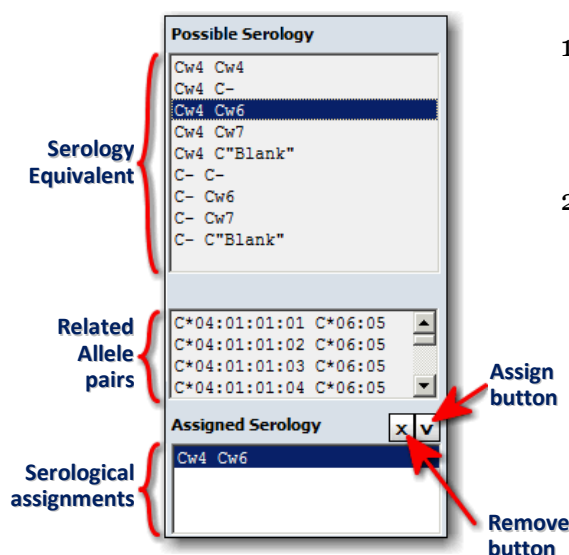 Possible Serology
Cw4 Cw4
Cw4 C-
Cw4 Cw6
Cw4 Cw7
Cw4 C"Blank"
C- C-
C- Cw6
C- Cw7
C- C"Blank"
Serology
Equivalent
C*04:01:01:01 C*06:05
C*04:01:01:02 C*06:05
C*04:01:01:03 C*06:05
C*04:01:01:04 C*06:05
Related
Allele
pairs
Assign
button
Assigned Serology
x v
Cw4 Cw6
Serological
assignments
Remove
button
1
2